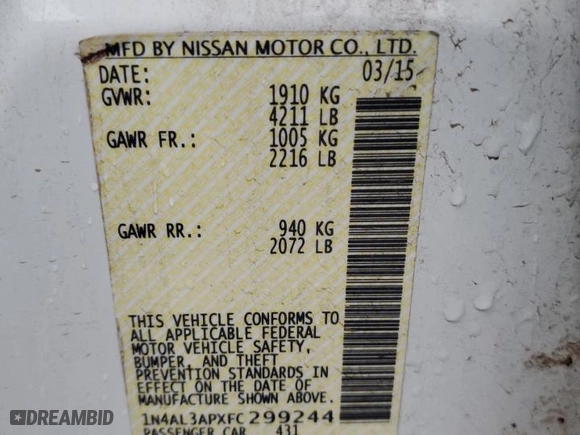 MFD BY NISSAN MOTOR CO., LTD.
DATE: 03/15
GVWR: 1910 KG
4211 LB
GAWR FR.: 1005 KG
2216 LB
GAWR RR.: 940 KG
2072 LB
THIS VEHICLE CONFORMS TO
ALL APPLICABLE FEDERAL
MOTOR VEHICLE SAFETY,
BUMPER, AND THEFT
PREVENTION STANDARDS IN
EFFECT ON THE DATE OF
MANUFACTURE SHOWN ABOVE.
1N4AL3APXFC299244
PASSENGER CAR 431
DREAMBID